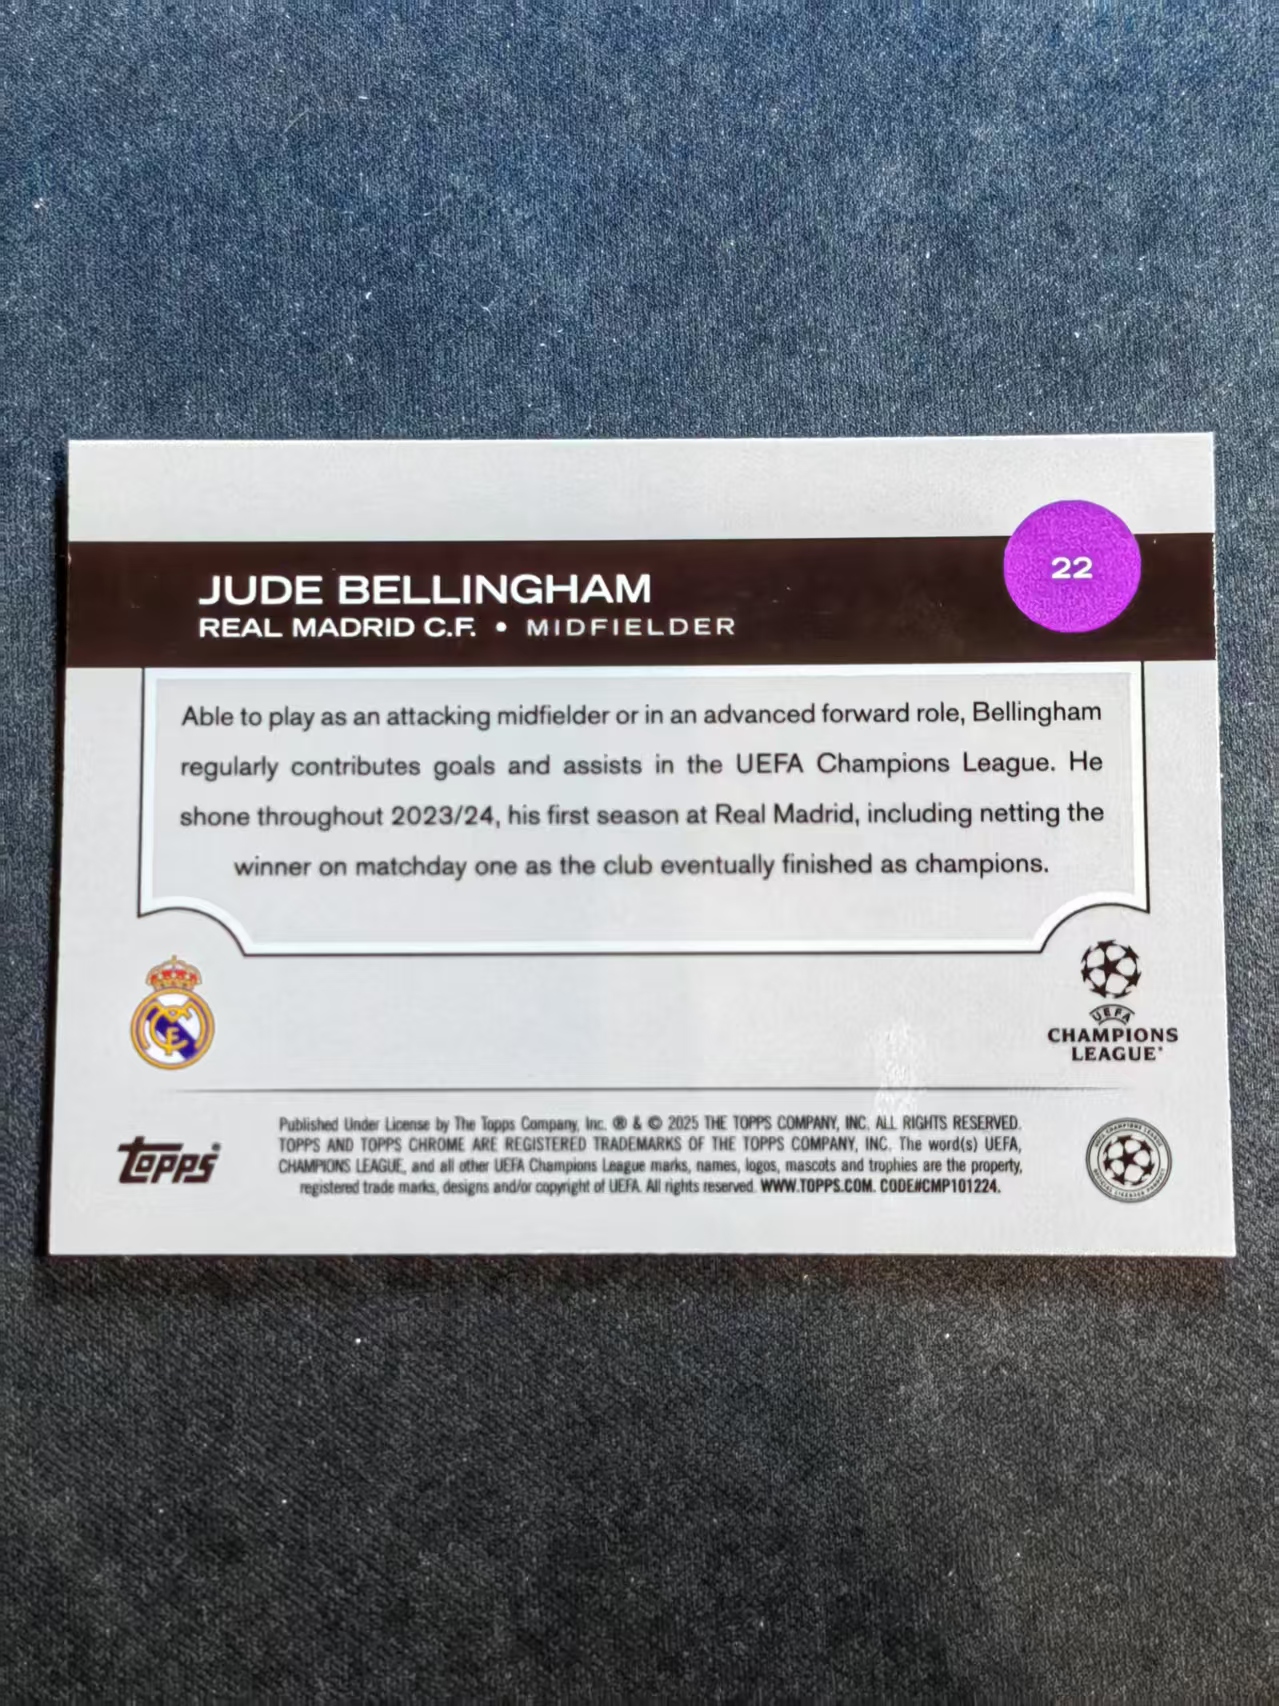 22
JUDE BELLINGHAM
REAL MADRID C.F. • MIDFIELDER
Able to play as an attacking midfielder or in an advanced forward role, Bellingham
regularly contributes goals and assists in the UEFA Champions League. He
shone throughout 2023/24, his first season at Real Madrid, including netting the
winner on matchday one as the club eventually finished as champions.
UEFA
CHAMPIONS
LEAGUE®
Published Under License by The Topps Company, Inc. ® & © 2025 THE TOPPS COMPANY, INC. ALL RIGHTS RESERVED.
TOPPS AND TOPPS CHROME ARE REGISTERED TRADEMARKS OF THE TOPPS COMPANY, INC. The word(s) UEFA,
CHAMPIONS LEAGUE, and all other UEFA Champions League marks, names, logos, mascots and trophies are the property,
registered trade marks, designs and/or copyright of UEFA. All rights reserved. WWW.TOPPS.COM. CODE#CMP101224.
topps®